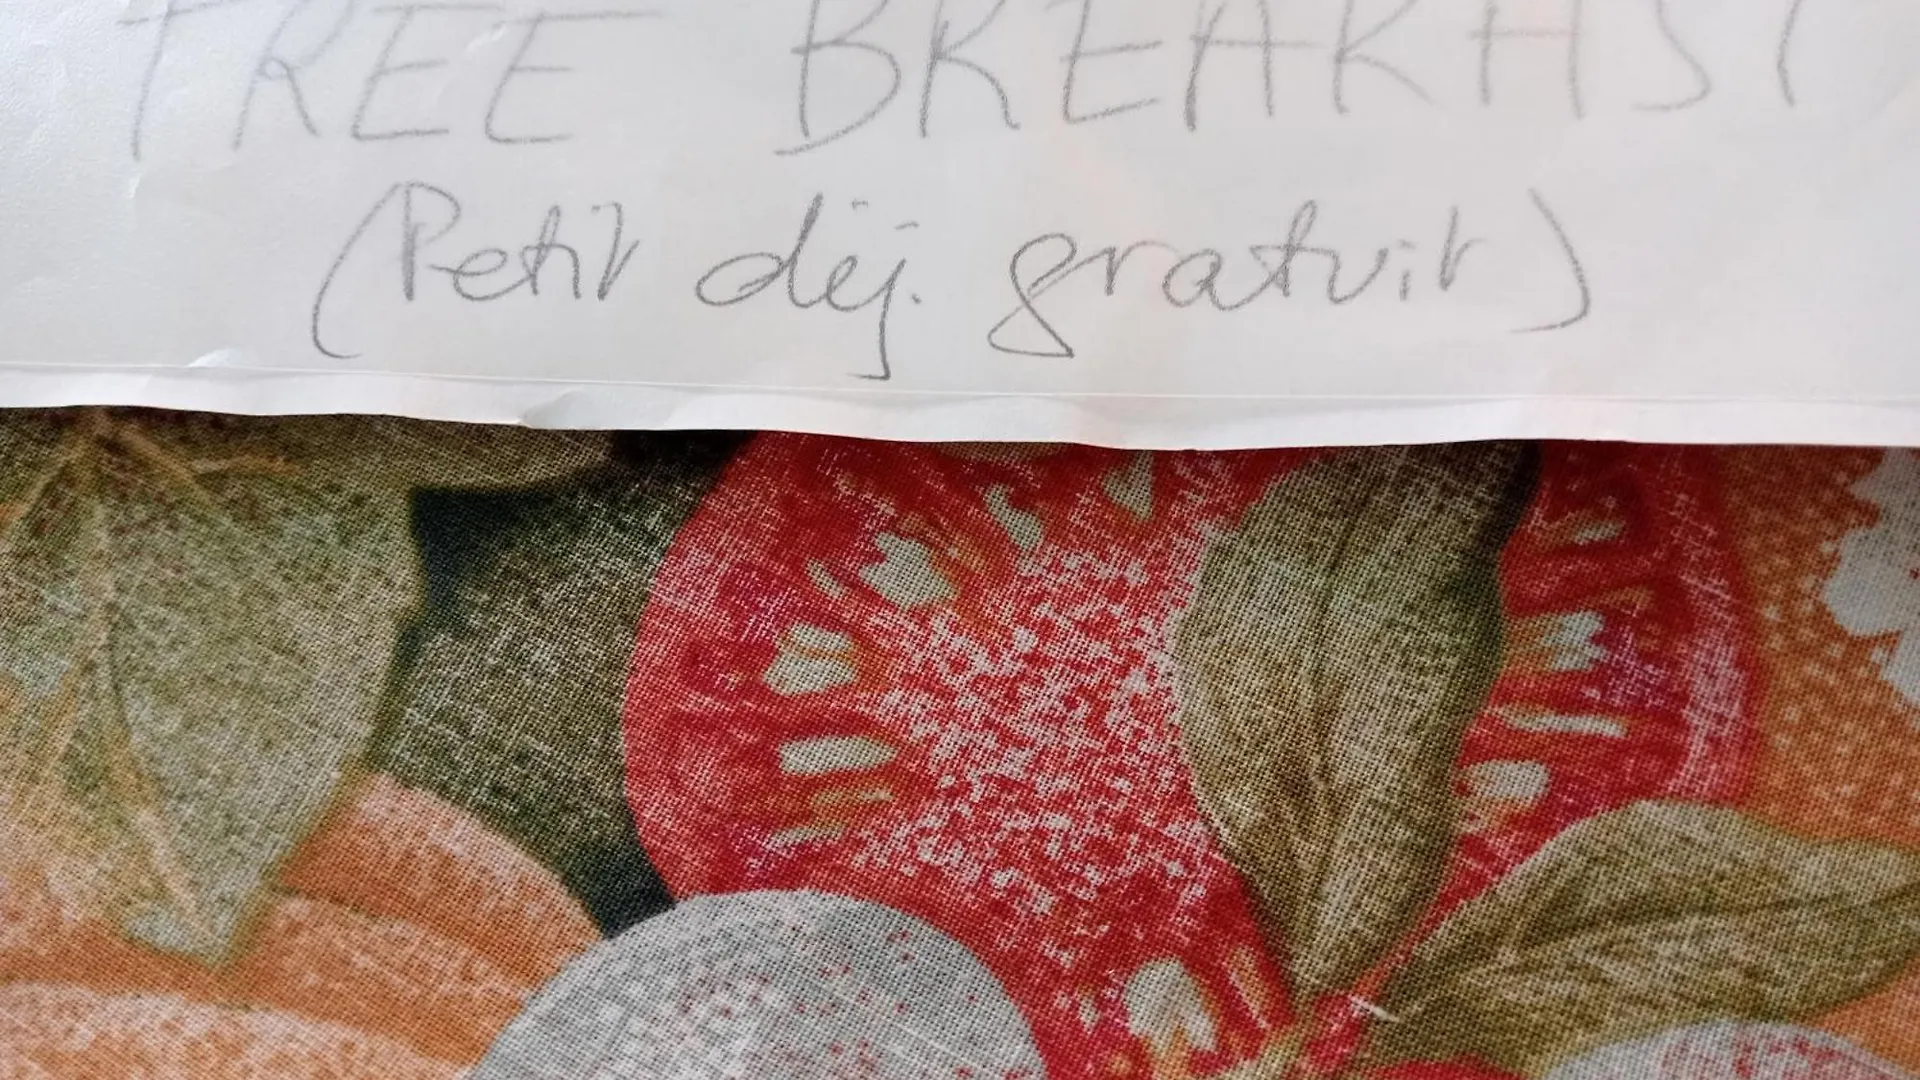 FREE BREAKFAST
(Petit déj. gratuit)